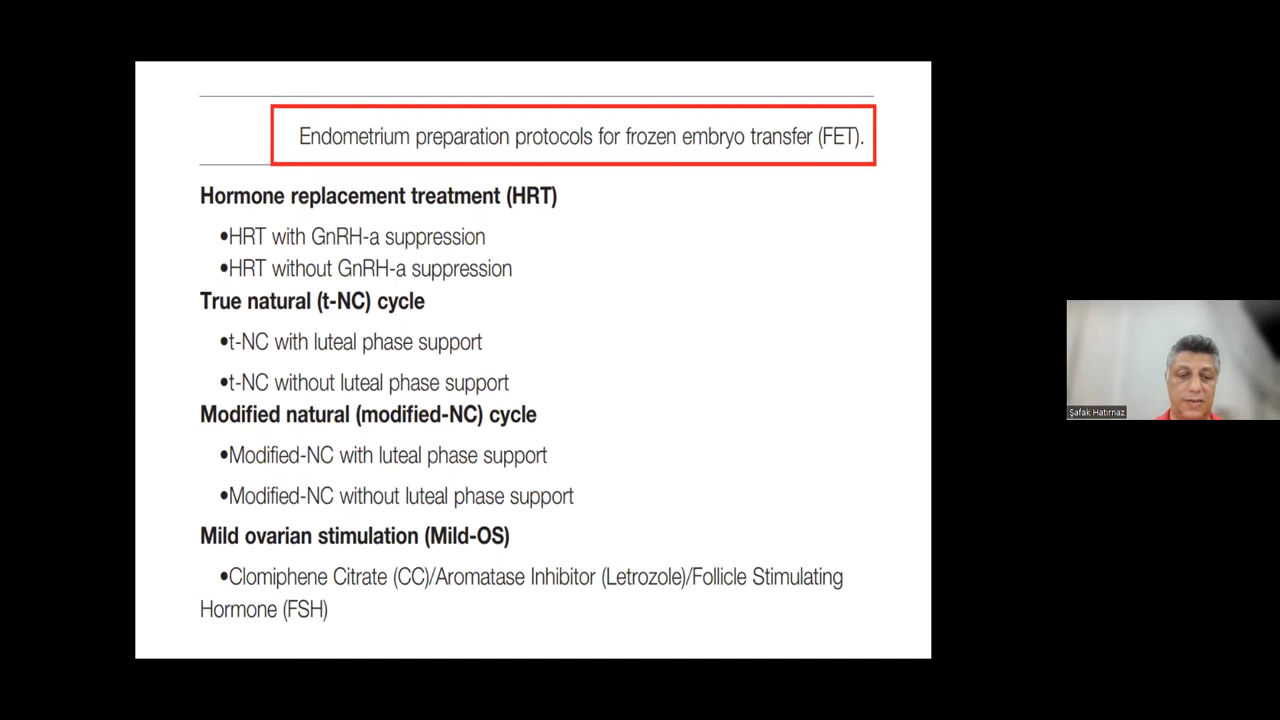 Endometrium preparation protocols for frozen embryo transfer (FET).
Hormone replacement treatment (HRT)
•HRT with GnRH-a suppression
•HRT without GnRH-a suppression
True natural (t-NC) cycle
•t-NC with luteal phase support
•t-NC without luteal phase support
Modified natural (modified-NC) cycle
•Modified-NC with luteal phase support
•Modified-NC without luteal phase support
Mild ovarian stimulation (Mild-OS)
•Clomiphene Citrate (CC)/Aromatase Inhibitor (Letrozole)/Follicle Stimulating
Hormone (FSH)
Şafak Hatırnaz